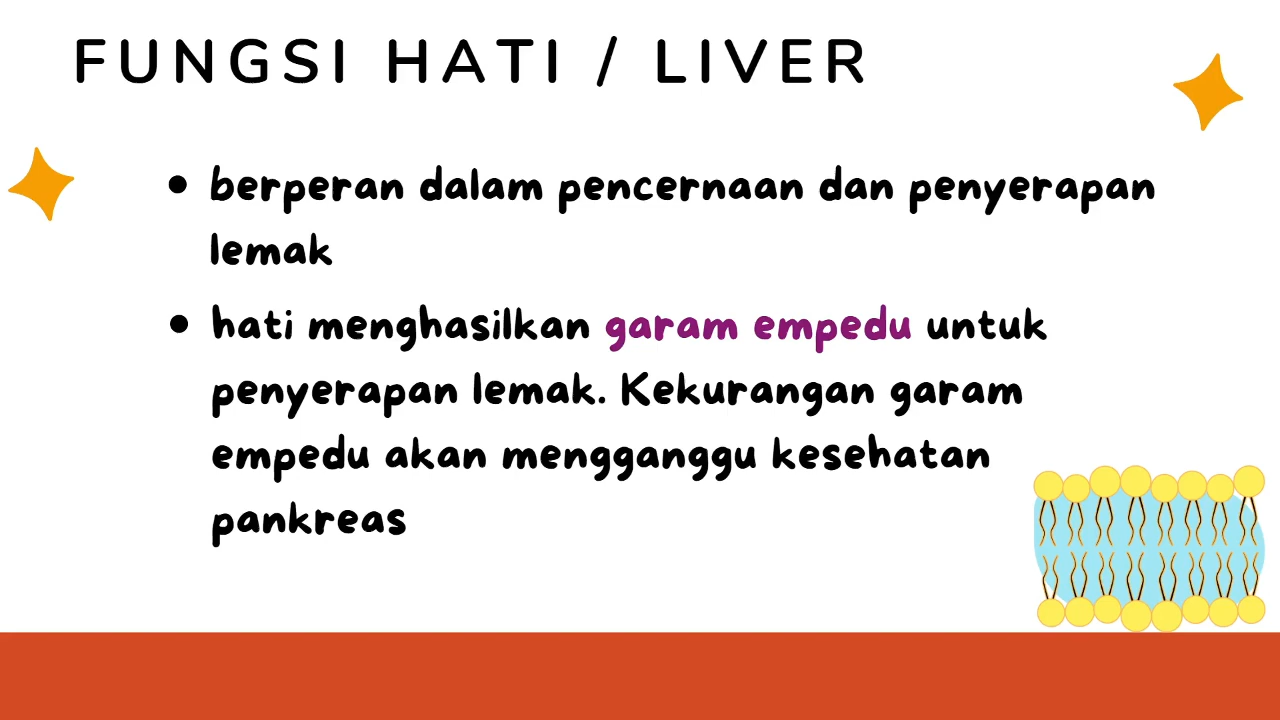 FUNGSI HATI / LIVER
• berperan dalam pencernaan dan penyerapan
lemak
• hati menghasilkan garam empedu untuk
penyerapan lemak. Kekurangan garam
empedu akan mengganggu kesehatan
pankreas